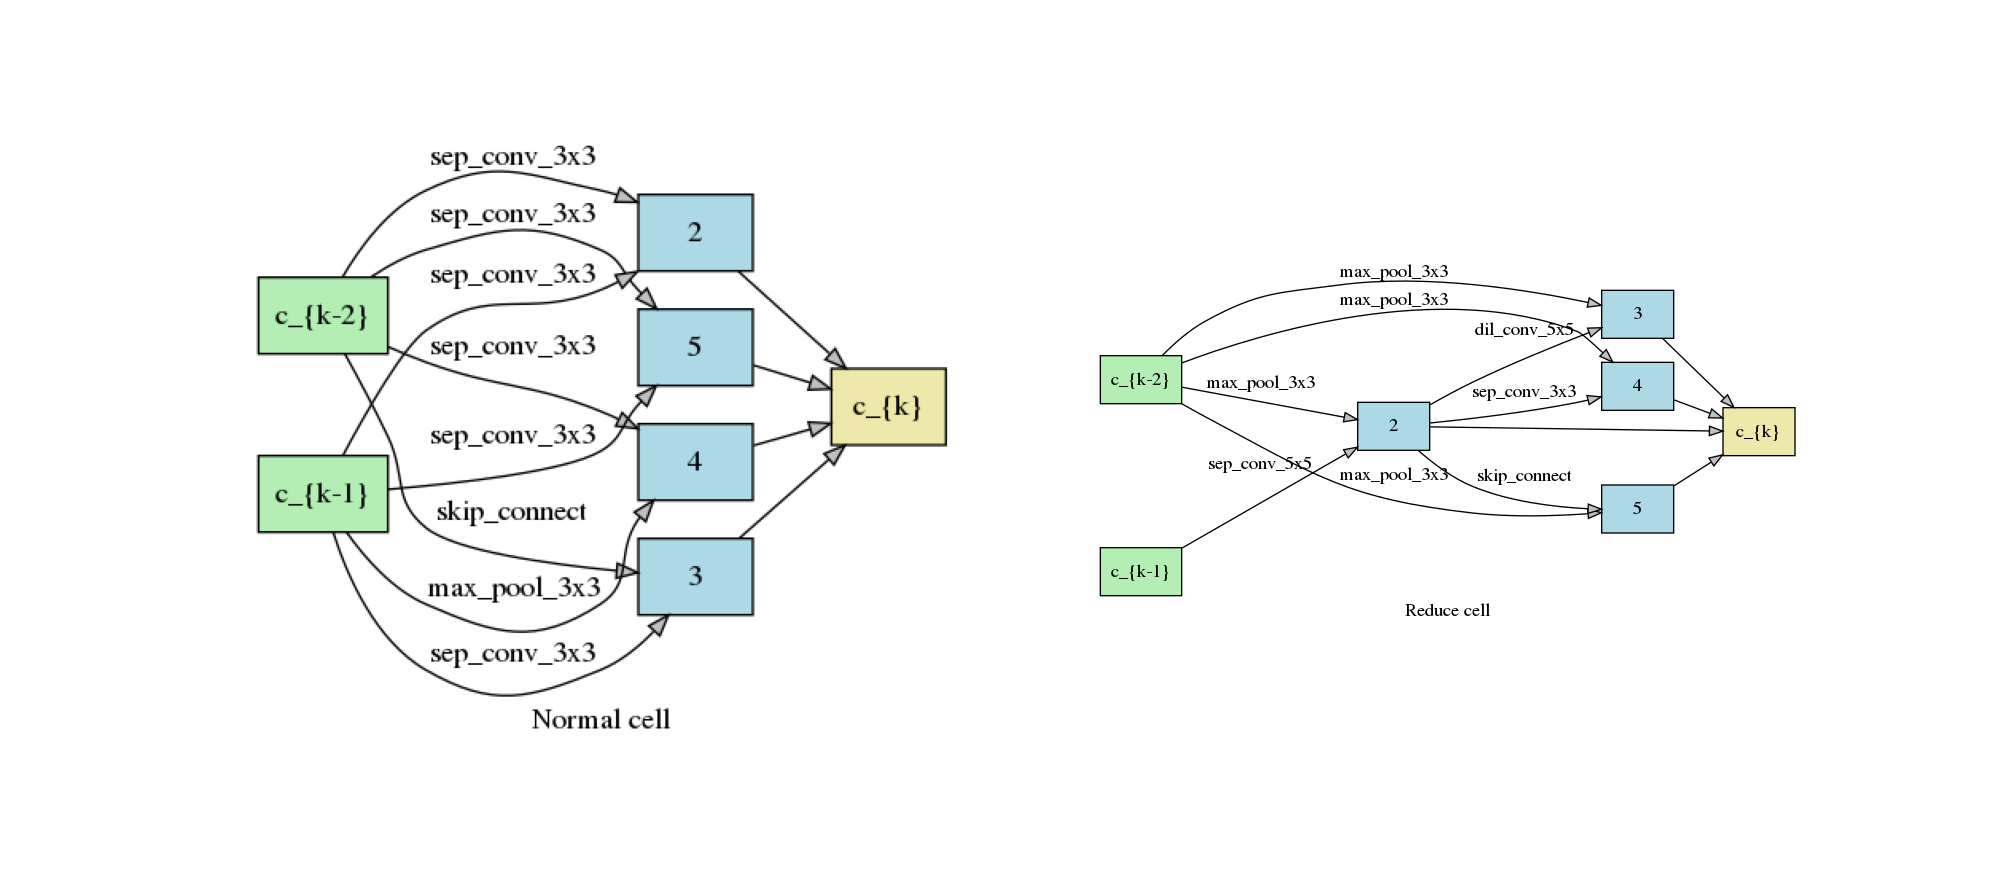 sep_conv_3x3
sep_conv_3x3
2
sep_conv_3x3
c_{k-2}
sep_conv_3x3
5
c_{k}
sep_conv_3x3
4
c_{k-1}
skip_connect
3
max_pool_3x3
sep_conv_3x3
Normal cell
max_pool_3x3
max_pool_3x3
3
dil_conv_5x5
c_{k-2}
max_pool_3x3
4
sep_conv_3x3
2
c_{k}
sep_conv_5x5
max_pool_3x3
skip_connect
5
c_{k-1}
Reduce cell